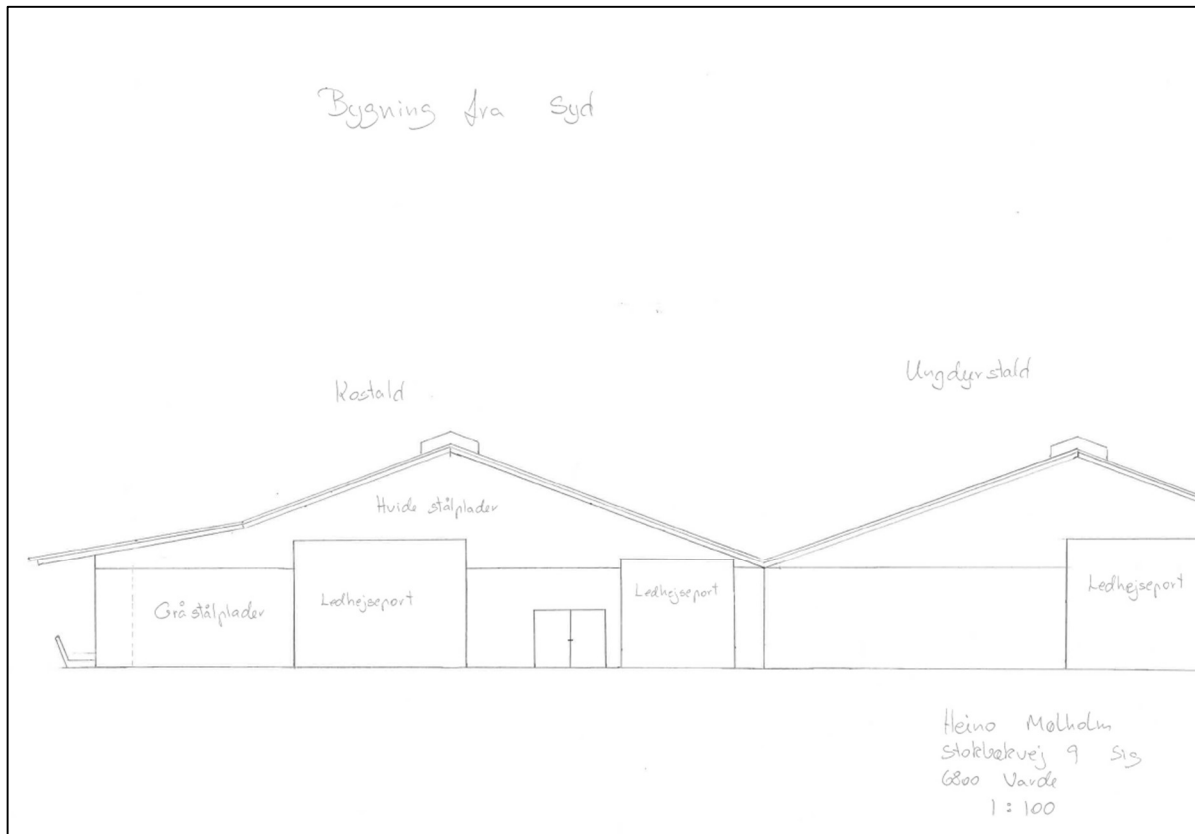 Bygning fra Syd
Kostald
Ungdyrstald
Hvide stålplader
Grå stålplader
Ledhejseport
Ledhejseport
Ledhejseport
Heino Mølholm
Stokbækvej 9 Sig
6800 Varde
1:100